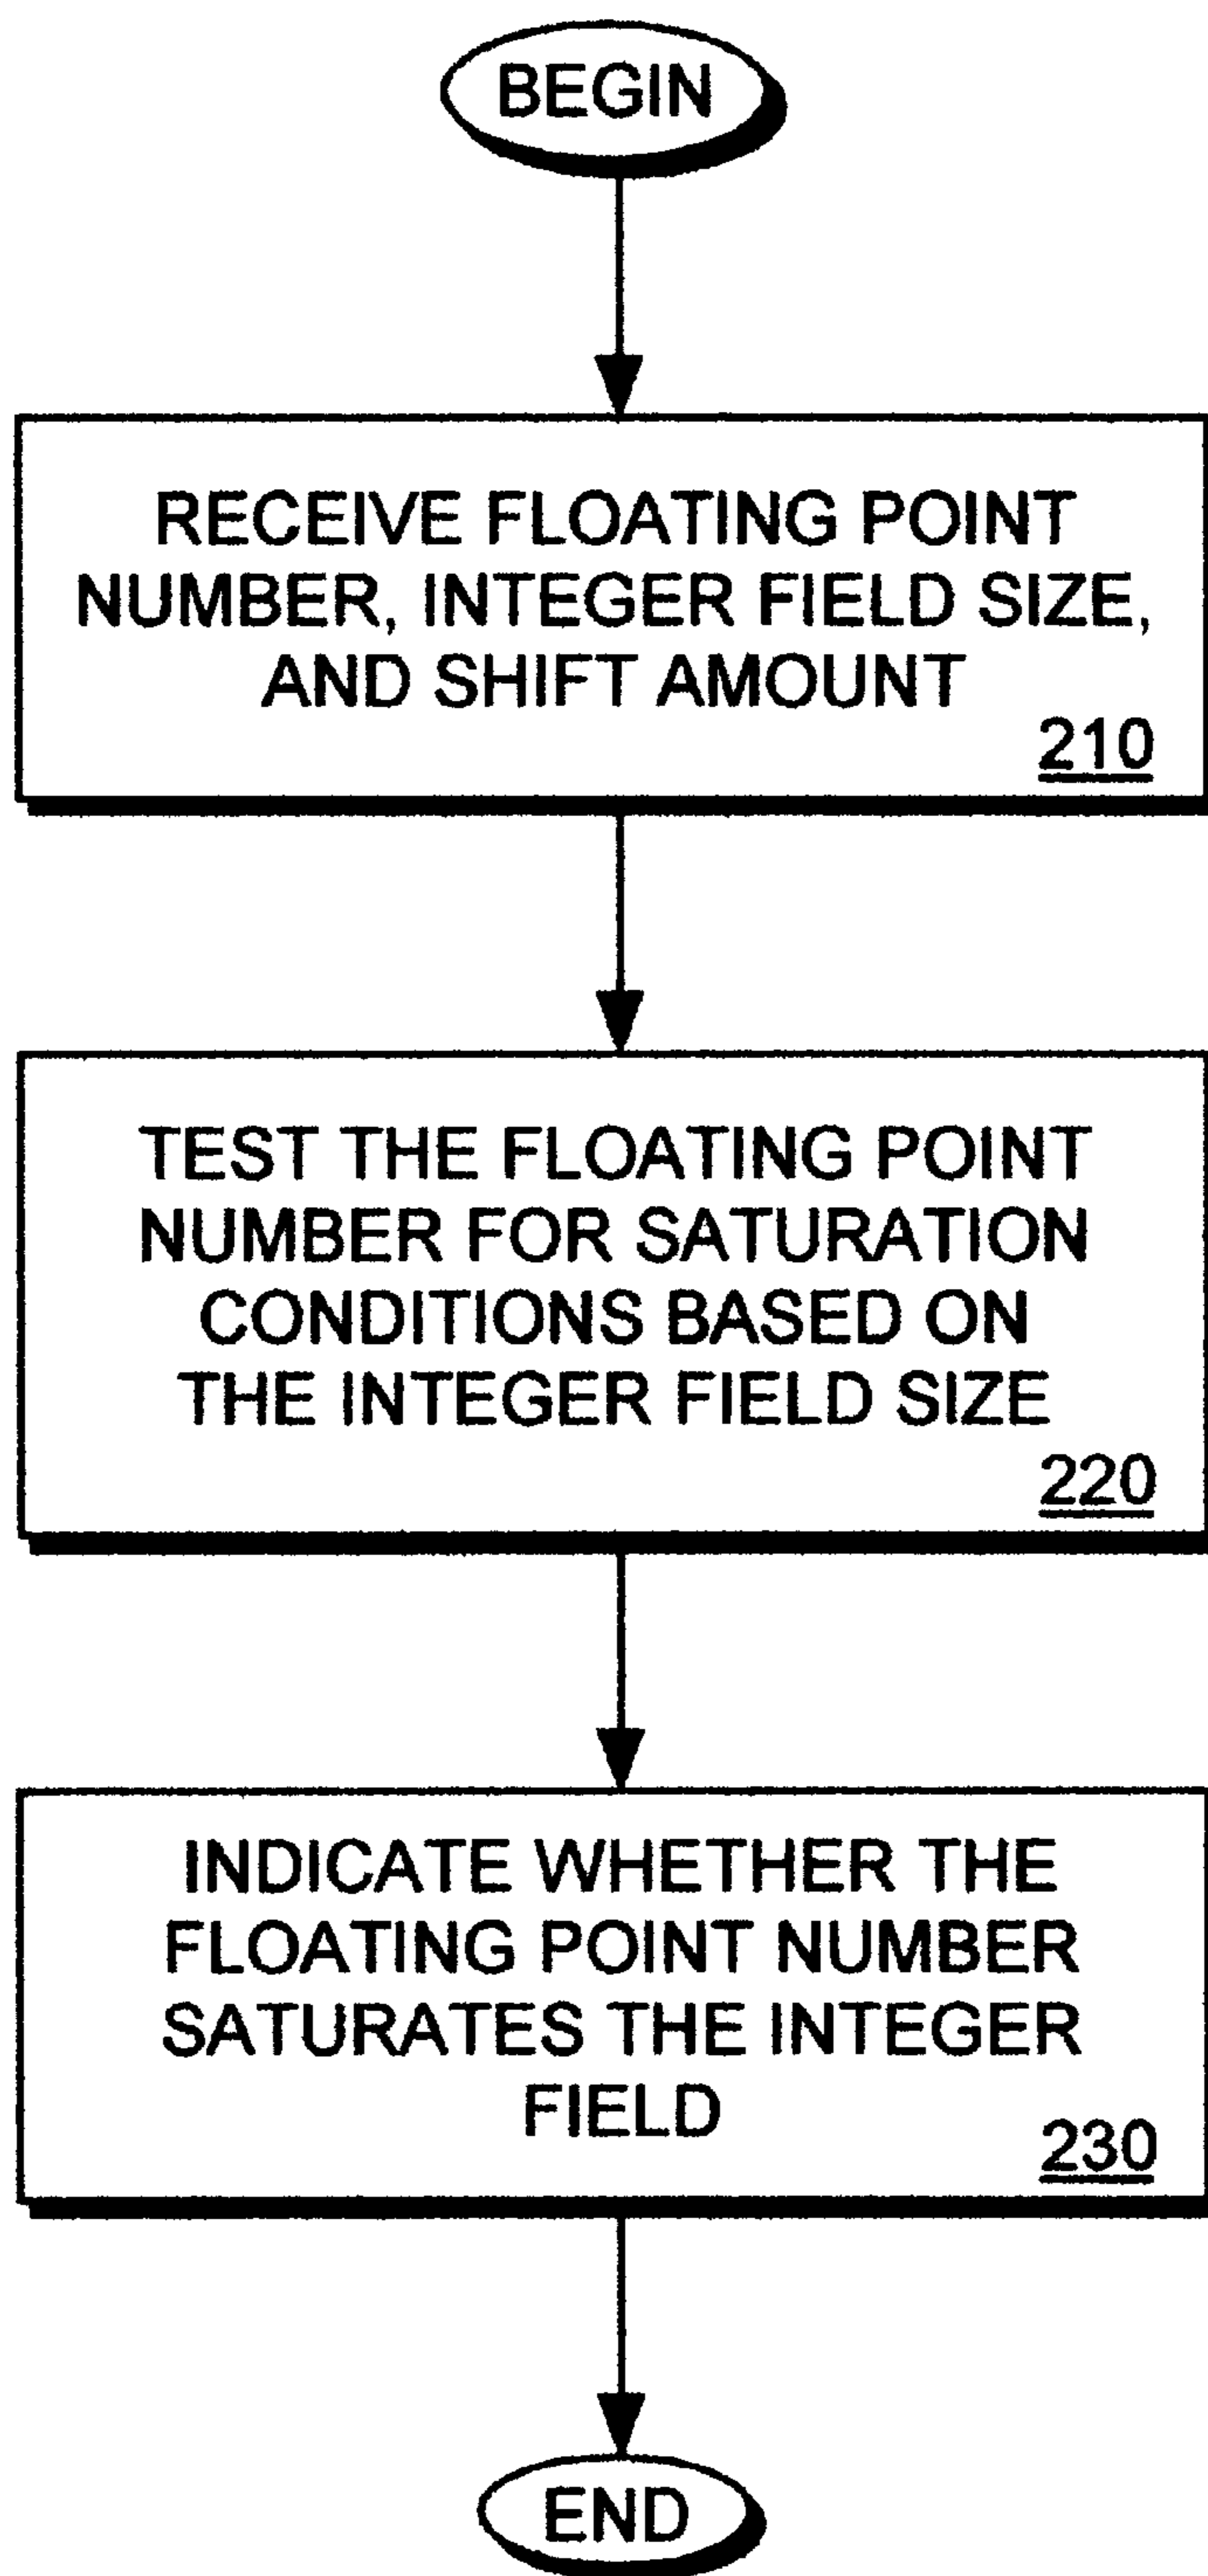 BEGIN
RECEIVE FLOATING POINT
NUMBER, INTEGER FIELD SIZE,
AND SHIFT AMOUNT
210
TEST THE FLOATING POINT
NUMBER FOR SATURATION
CONDITIONS BASED ON
THE INTEGER FIELD SIZE
220
INDICATE WHETHER THE
FLOATING POINT NUMBER
SATURATES THE INTEGER
FIELD
230
END